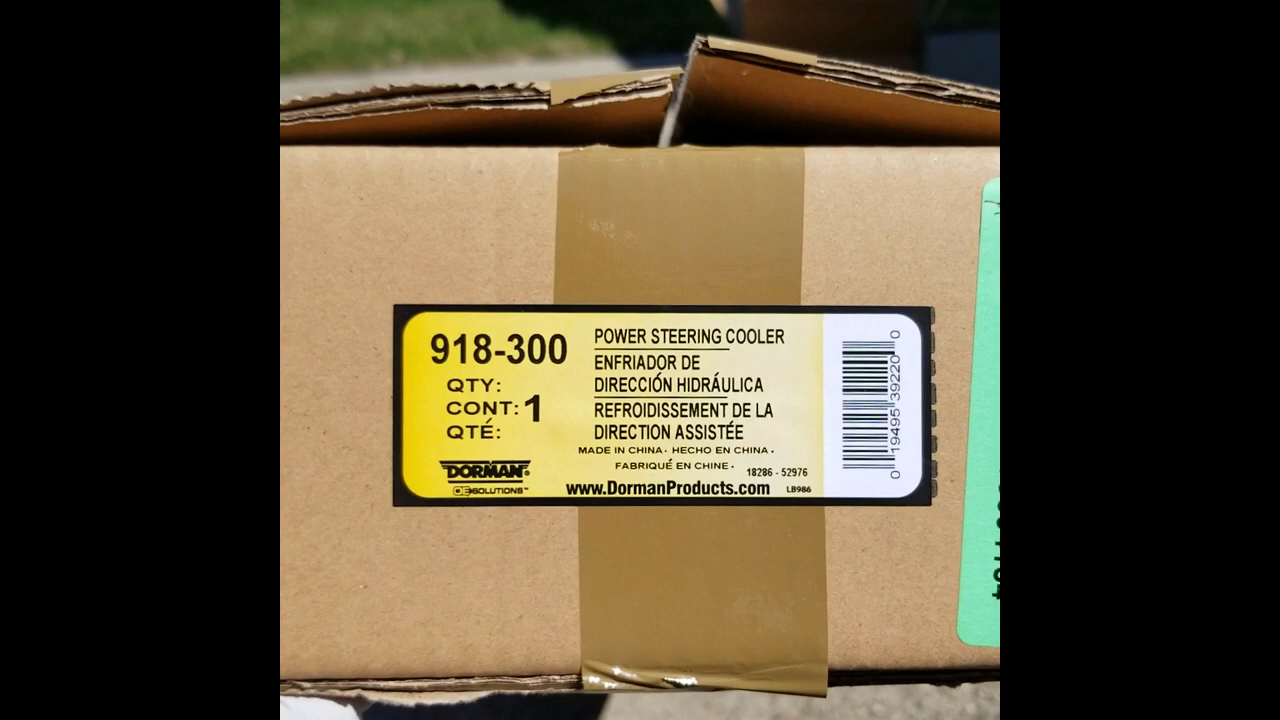 918-300
QTY:
CONT: 1
QTÉ:
DORMAN®
OE SOLUTIONS™
POWER STEERING COOLER
ENFRIADOR DE
DIRECCIÓN HIDRÁULICA
REFROIDISSEMENT DE LA
DIRECTION ASSISTÉE
MADE IN CHINA · HECHO EN CHINA ·
FABRIQUÉ EN CHINE ·
18286 - 52976
www.DormanProducts.com
LB986
0 19495 39220 0